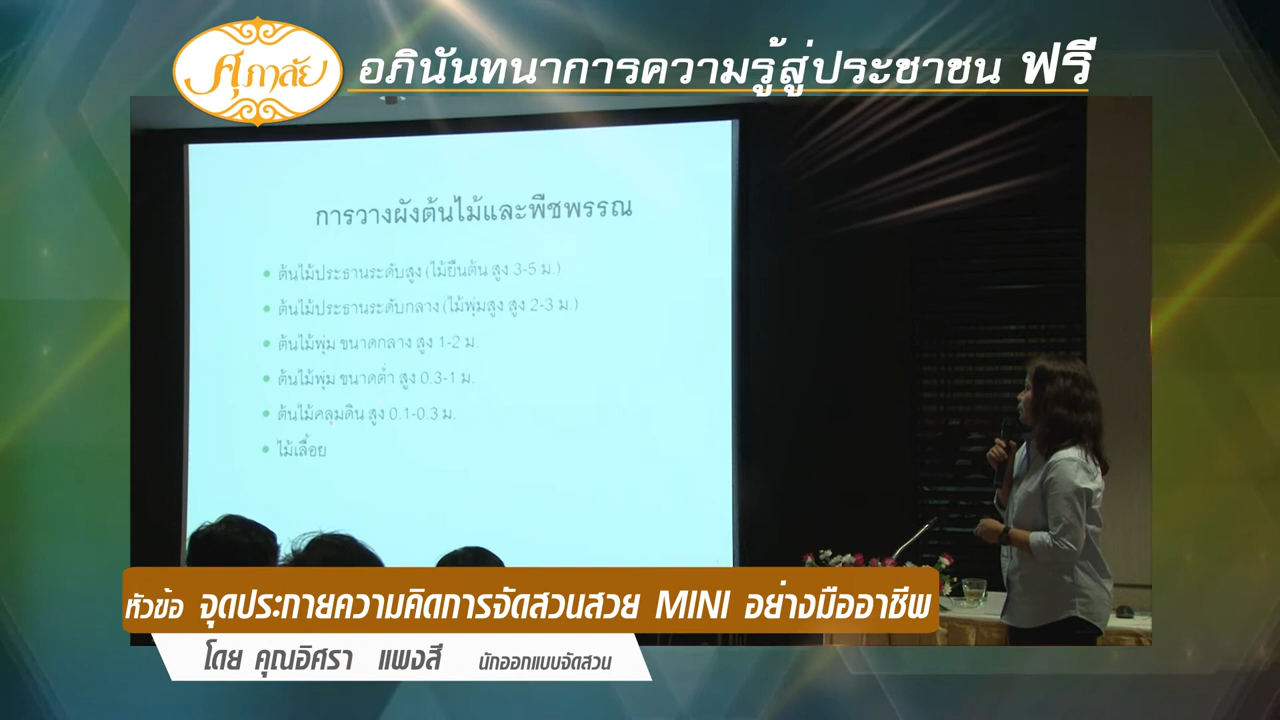 ศุภาลัย
อภินันทนาการความรู้สู่ประชาชน ฟรี
การวางผังต้นไม้และพืชพรรณ
• ต้นไม้ประธานระดับสูง (ไม้ยืนต้น สูง 3-5 ม.)
• ต้นไม้ประธานระดับกลาง (ไม้พุ่มสูง สูง 2-3 ม.)
• ต้นไม้พุ่ม ขนาดกลาง สูง 1-2 ม.
• ต้นไม้พุ่ม ขนาดต่ำ สูง 0.3-1 ม.
• ต้นไม้คลุมดิน สูง 0.1-0.3 ม.
• ไม้เลื้อย
หัวข้อ จุดประกายความคิดการจัดสวนสวย MINI อย่างมืออาชีพ
โดย คุณอิศรา แพงสี นักออกแบบจัดสวน